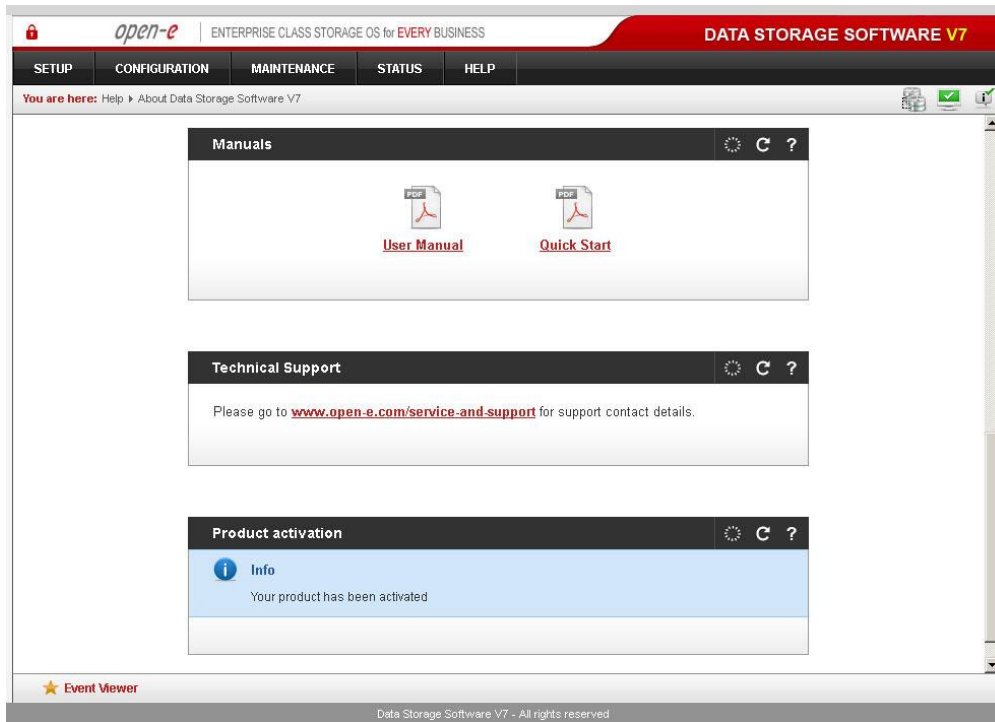 open-e ENTERPRISE CLASS STORAGE OS for EVERY BUSINESS DATA STORAGE SOFTWARE V7
SETUP CONFIGURATION MAINTENANCE STATUS HELP
You are here: Help About Data Storage Software V7
Manuals C ?
PDF PDF
User Manual Quick Start
Technical Support C ?
Please go to www.open-e.com/service-and-support for support contact details.
Product activation C ?
i Info
Your product has been activated
Event Viewer
Data Storage Software V7 - All rights reserved